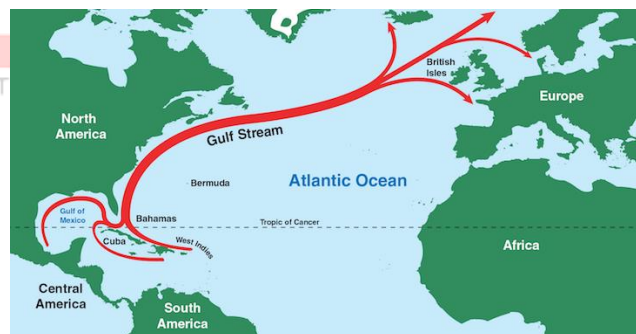 British
Isles
Europe
North
America
Gulf Stream
Bermuda
Atlantic Ocean
Gulf of
Mexico
Bahamas
Tropic of Cancer
Cuba
West Indies
Africa
Central
America
South
America